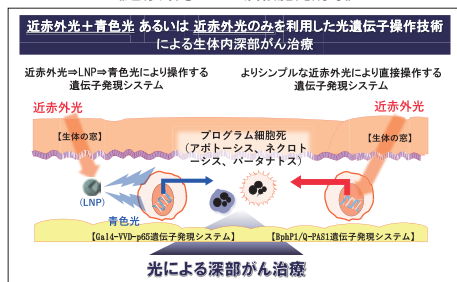 近赤外光＋青色光 あるいは 近赤外光のみを利用した光遺伝子操作技術
による生体内深部がん治療
近赤外光⇒LNP⇒青色光により操作する
遺伝子発現システム
よりシンプルな近赤外光により直接操作する
遺伝子発現システム
近赤外光
近赤外光
【生体の窓】
プログラム細胞死
（アポトーシス、ネクロト
ーシス、パータナトス）
【生体の窓】
(LNP)
青色光
【Gal4-VVD-p65遺伝子発現システム】
【BphP1/Q-PAS1遺伝子発現システム】
光による深部がん治療